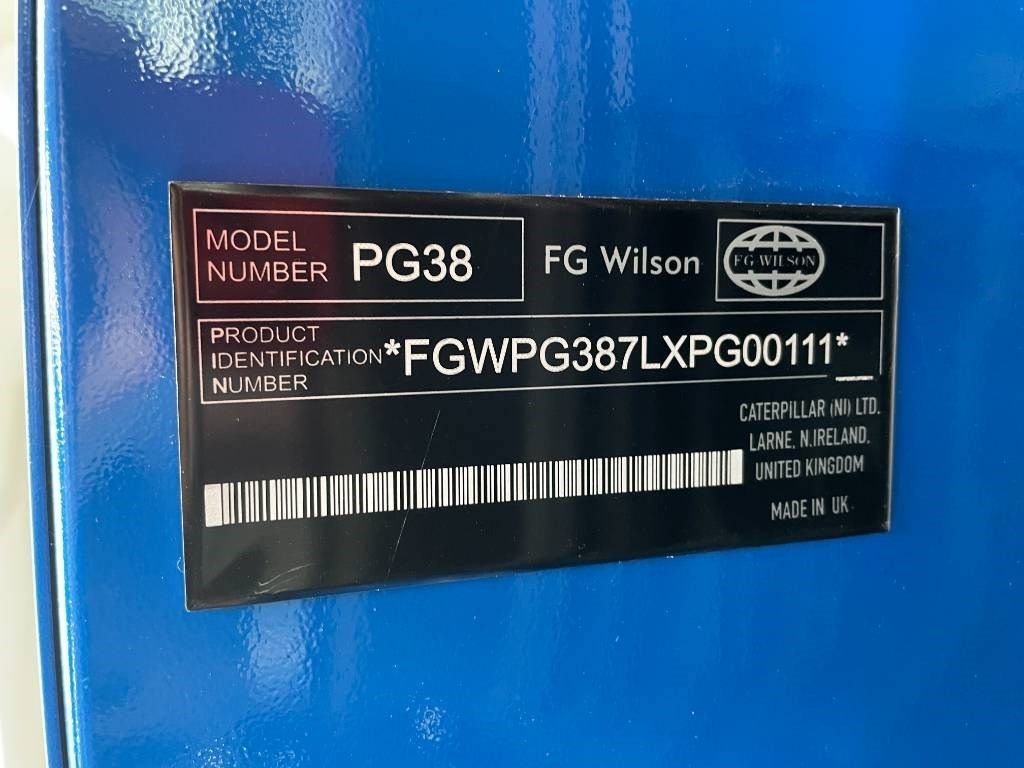 MODEL
NUMBER PG38
FG Wilson
FG WILSON
PRODUCT
IDENTIFICATION
NUMBER
*FGWPG387LXPG00111*
CATERPILLAR (NI) LTD.
LARNE, N.IRELAND,
UNITED KINGDOM
MADE IN UK